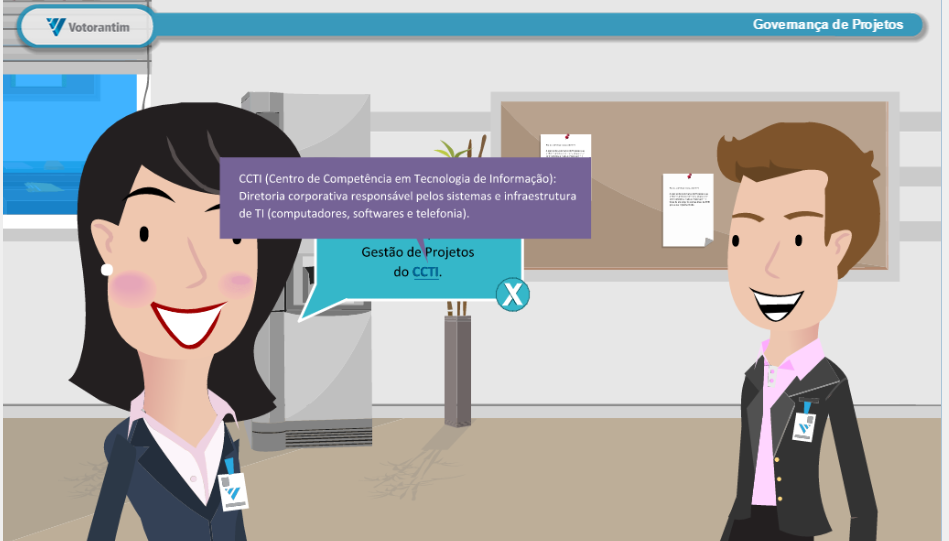 Votorantim
Governança de Projetos
CCTI (Centro de Competência em Tecnologia de Informação):
Diretoria corporativa responsável pelos sistemas e infraestrutura
de TI (computadores, softwares e telefonia).
Gestão de Projetos
do CCTI.
X